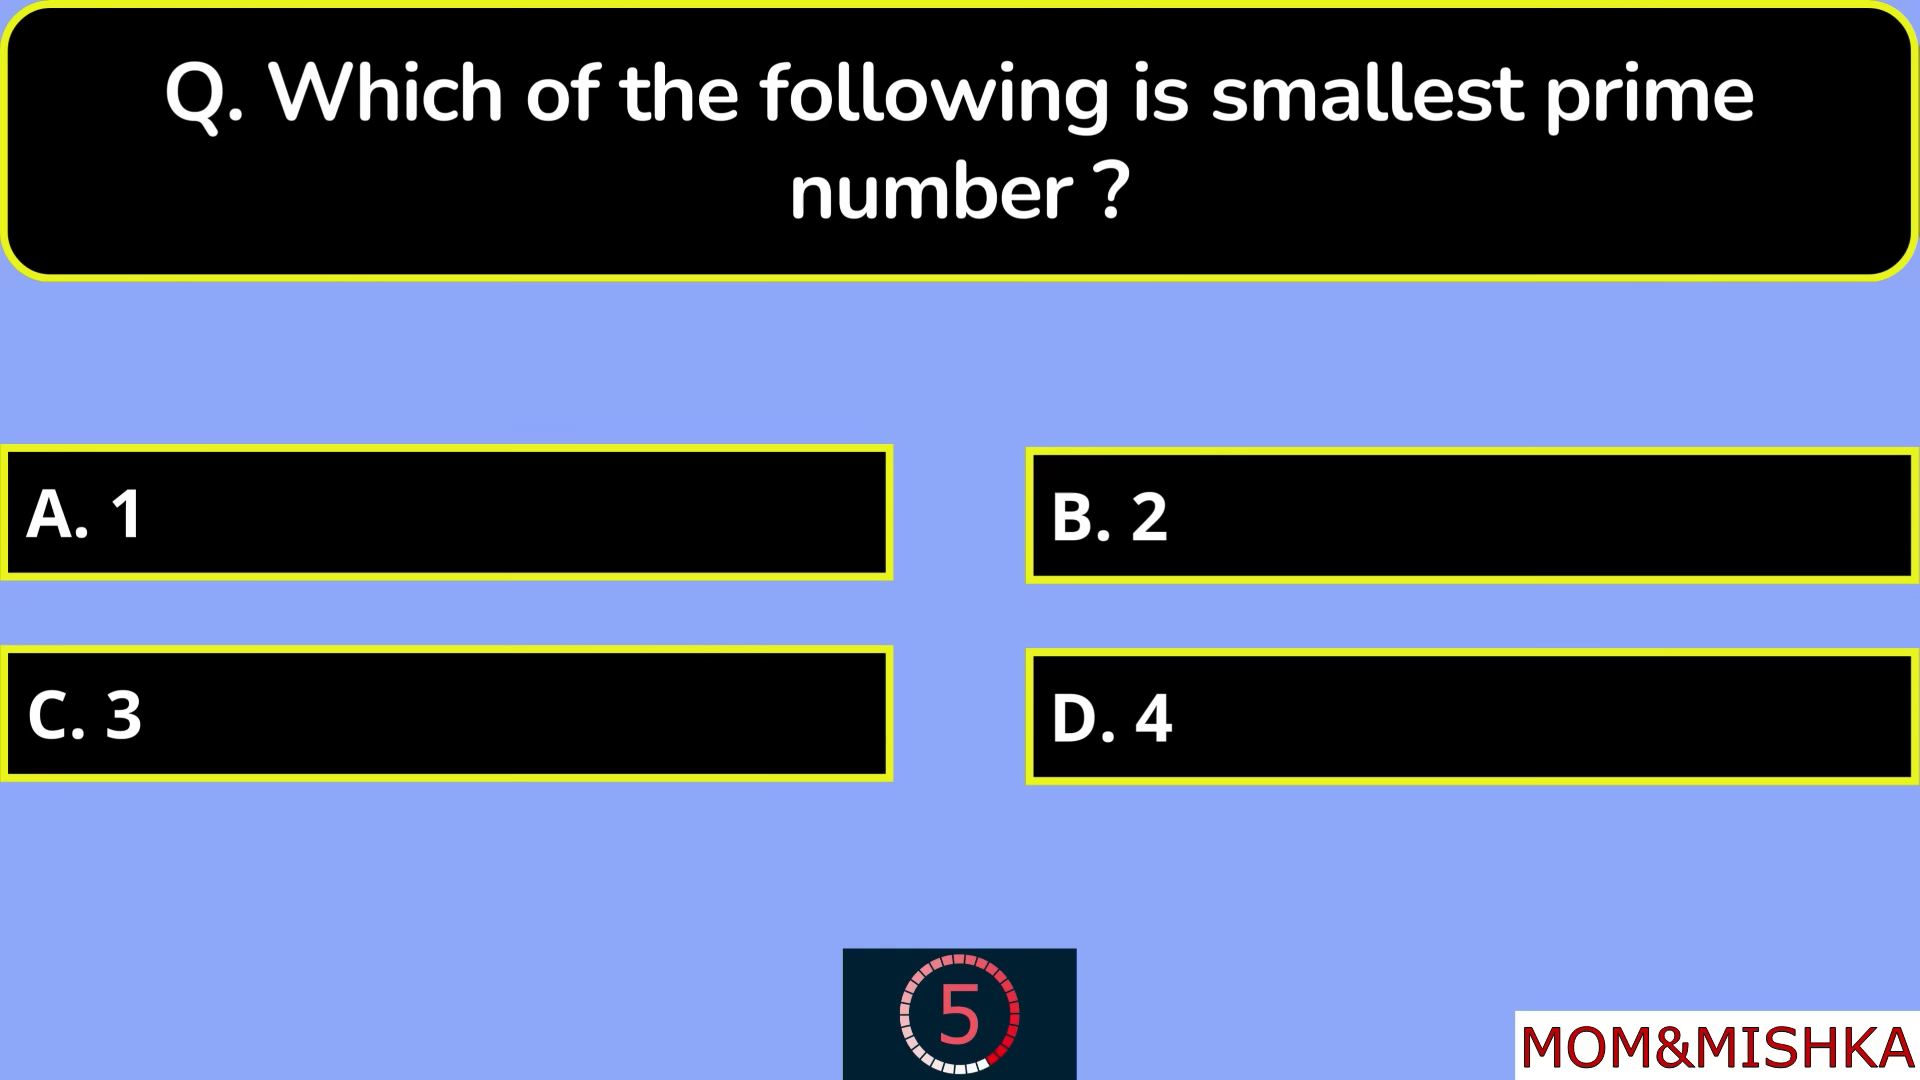 Q. Which of the following is smallest prime
number ?
A. 1
B. 2
C. 3
D. 4
5
MOM&MISHKA